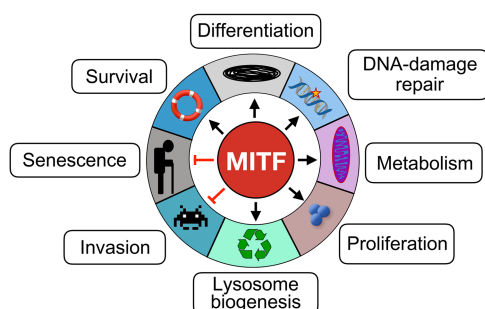 Differentiation
Survival
DNA-damage
repair
Senescence
MITF
Metabolism
Invasion
Proliferation
Lysosome
biogenesis